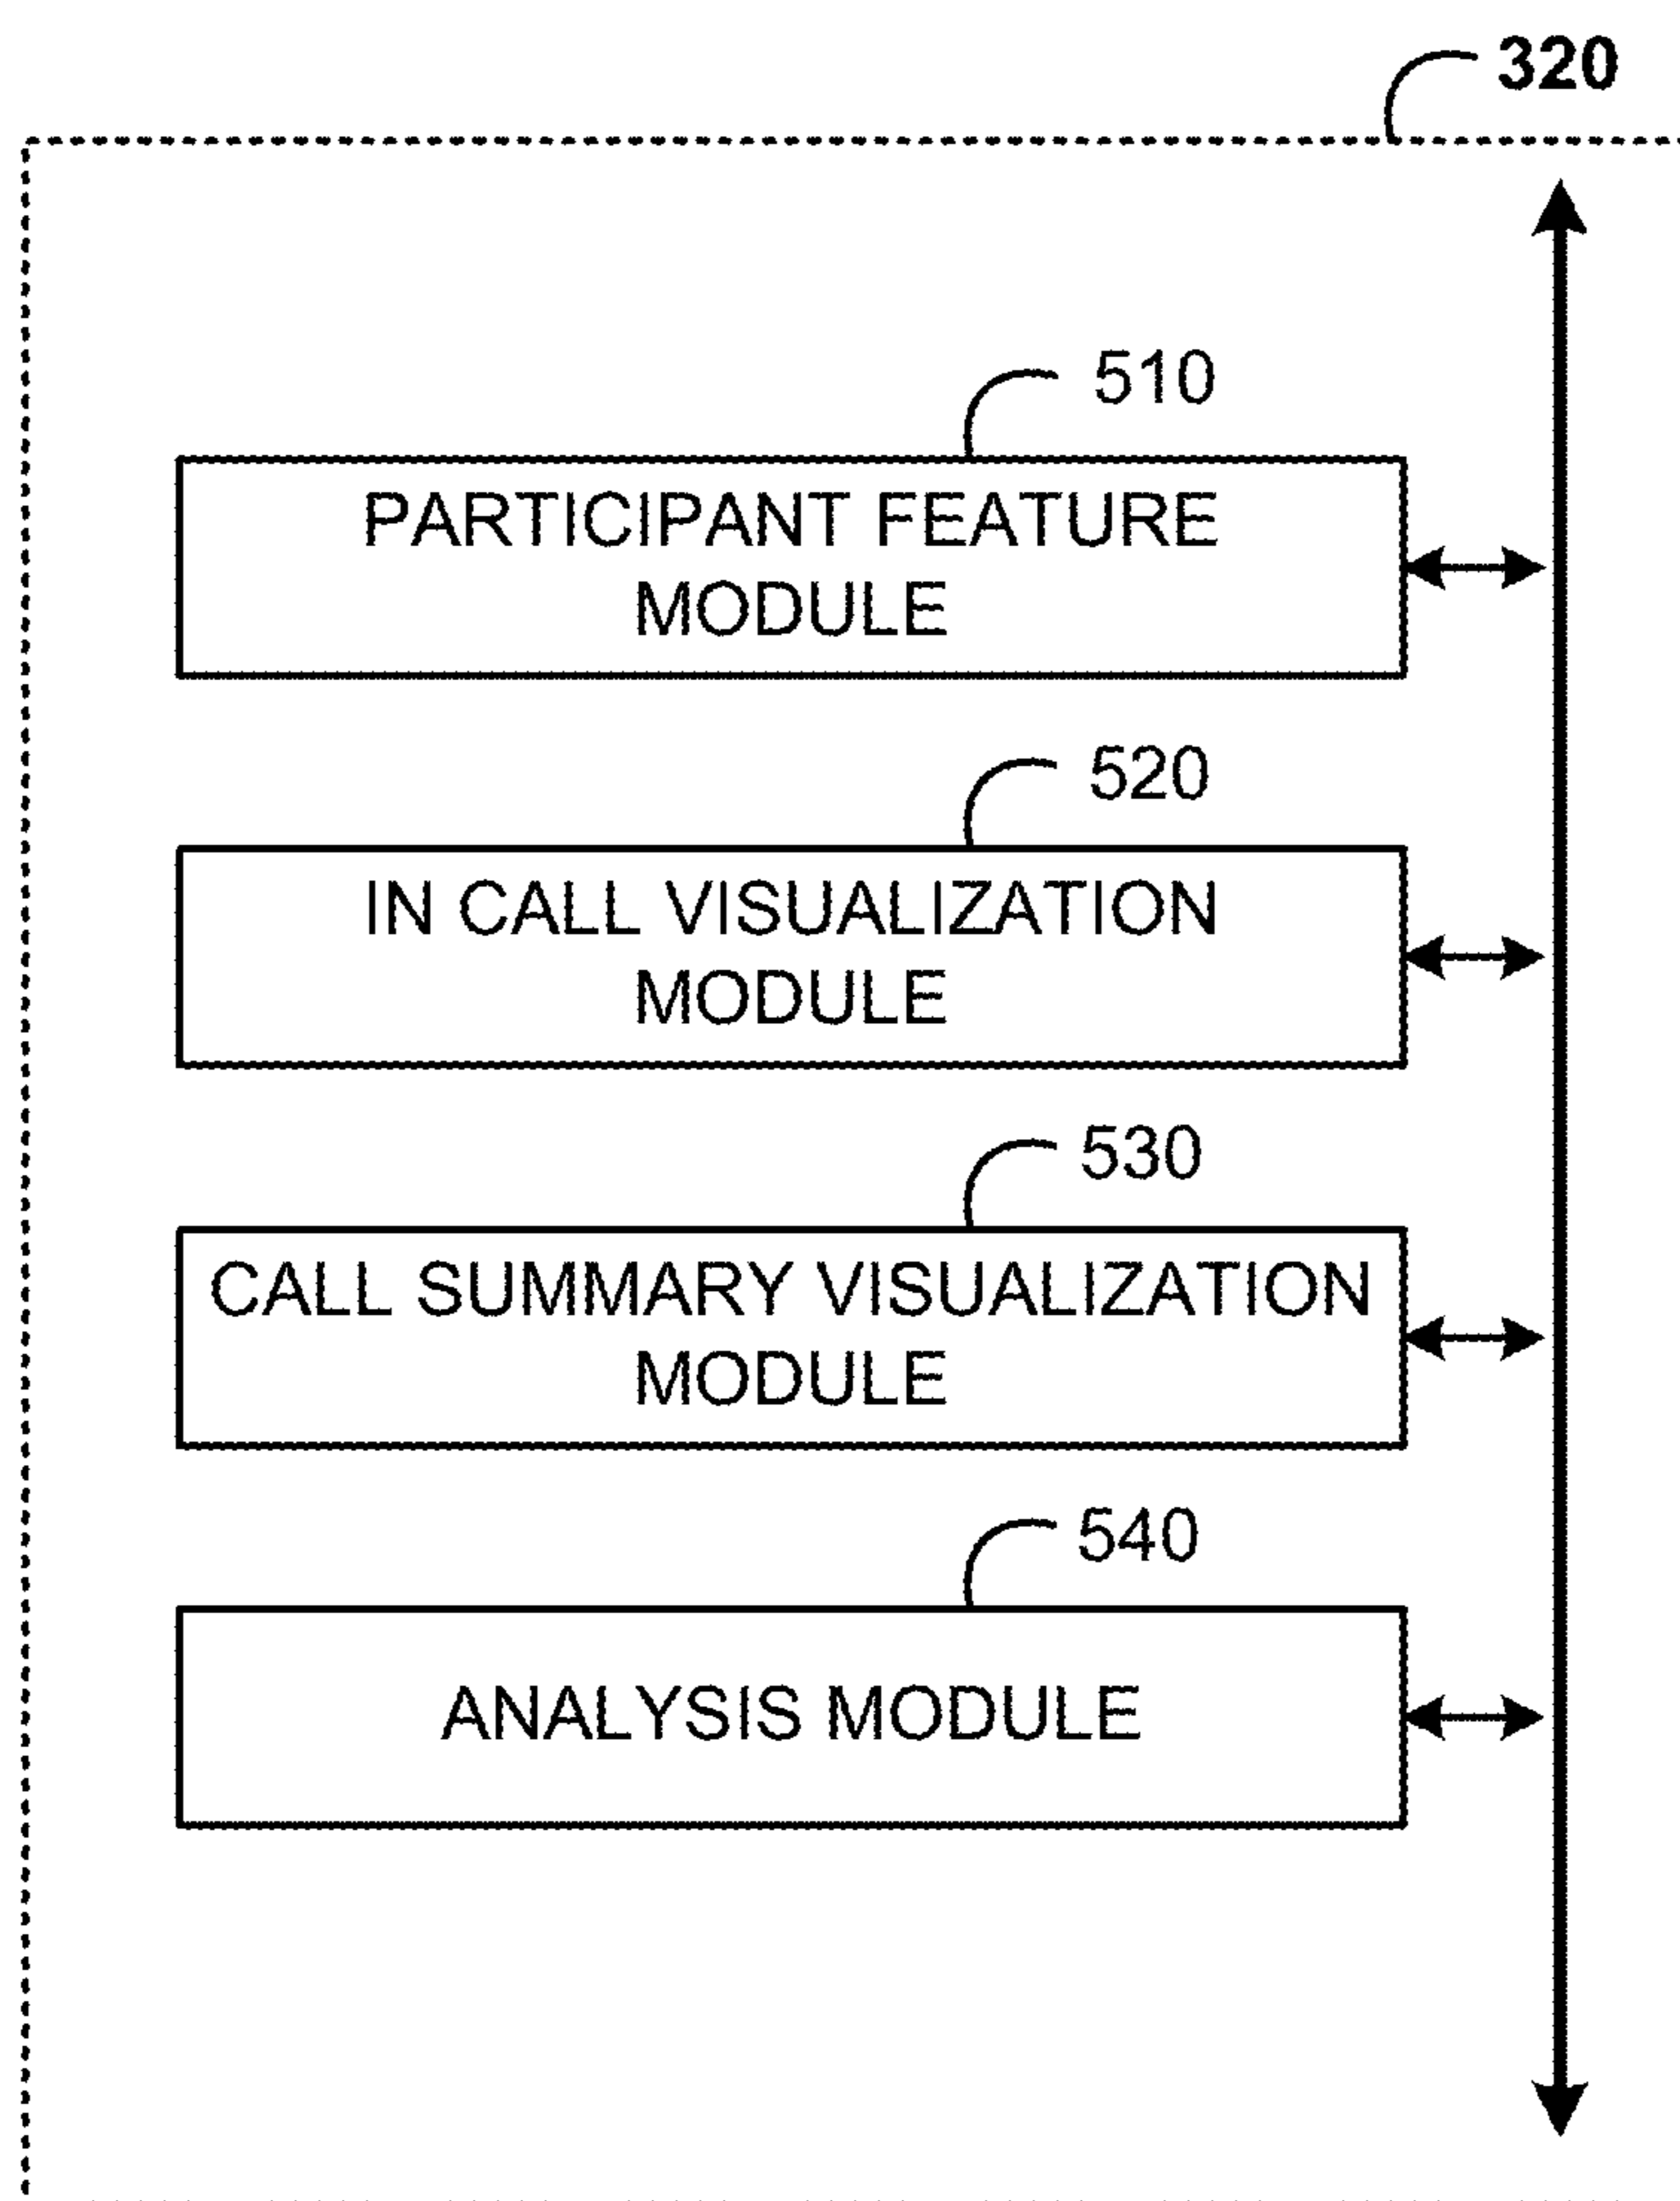 320
510
PARTICIPANT FEATURE
MODULE
520
IN CALL VISUALIZATION
MODULE
530
CALL SUMMARY VISUALIZATION
MODULE
540
ANALYSIS MODULE